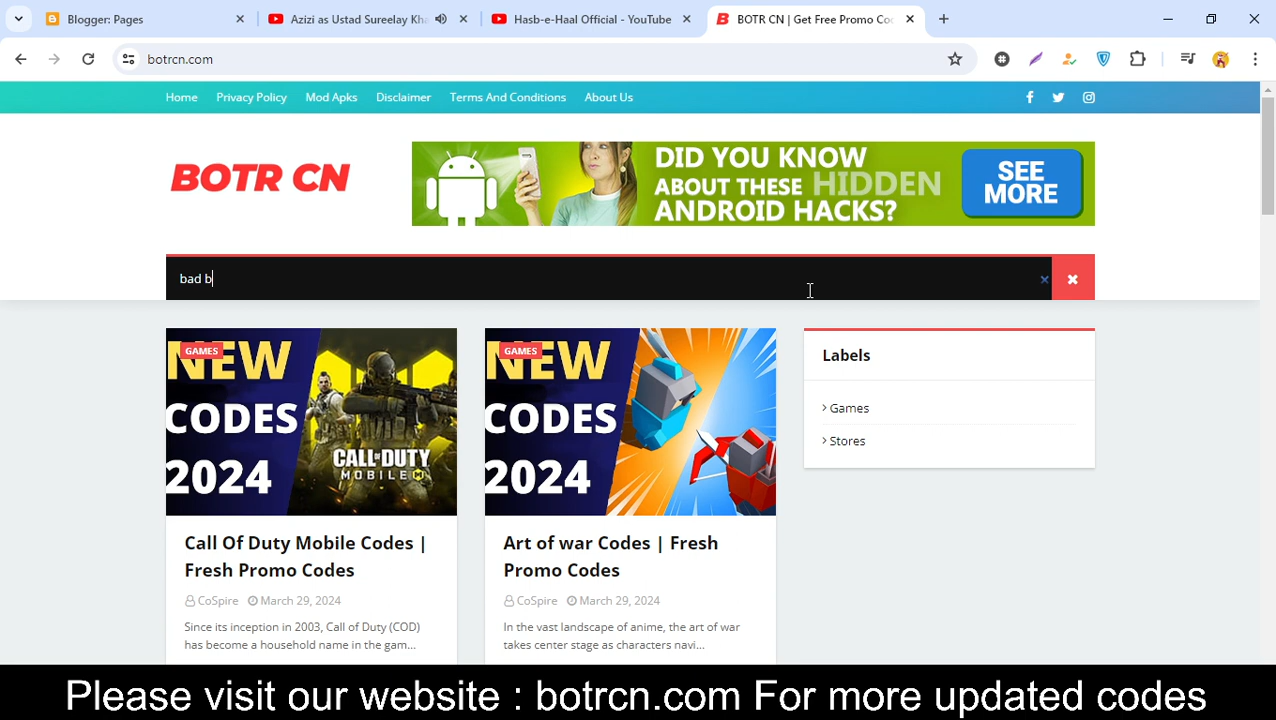 Blogger: Pages
Azizi as Ustad Sureelay Kha
Hasb-e-Haal Official - YouTube
BOTR CN | Get Free Promo Co
botrcn.com
Home Privacy Policy Mod Apks Disclaimer Terms And Conditions About Us
BOTR CN
DID YOU KNOW
ABOUT THESE HIDDEN
ANDROID HACKS?
SEE
MORE
bad b
GAMES
NEW
CODES
2024
CALL OF DUTY
MOBILE
Call Of Duty Mobile Codes |
Fresh Promo Codes
CoSpire March 29, 2024
Since its inception in 2003, Call of Duty (COD)
has become a household name in the gam...
GAMES
NEW
CODES
2024
Art of war Codes | Fresh
Promo Codes
CoSpire March 29, 2024
In the vast landscape of anime, the art of war
takes center stage as characters navi...
Labels
Games
Stores
Please visit our website : botrcn.com For more updated codes